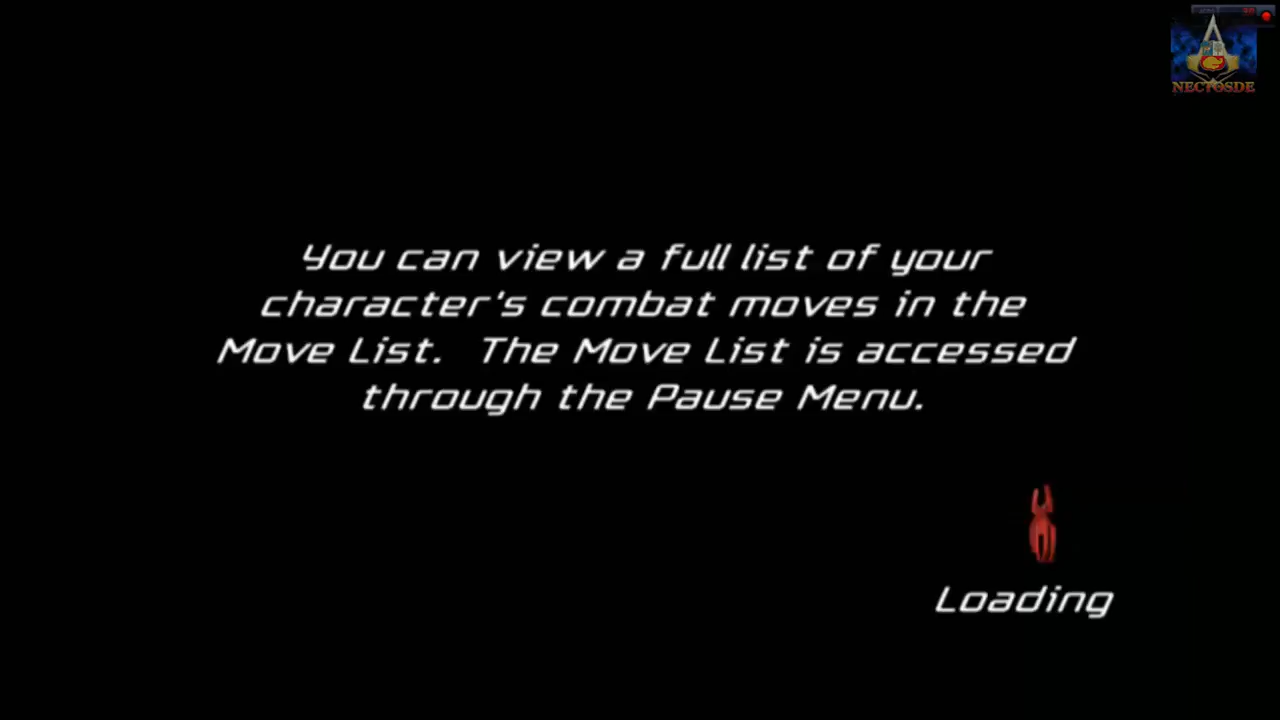 NECTOSDE
You can view a full list of your
character's combat moves in the
Move List.  The Move List is accessed
through the Pause Menu.
Loading